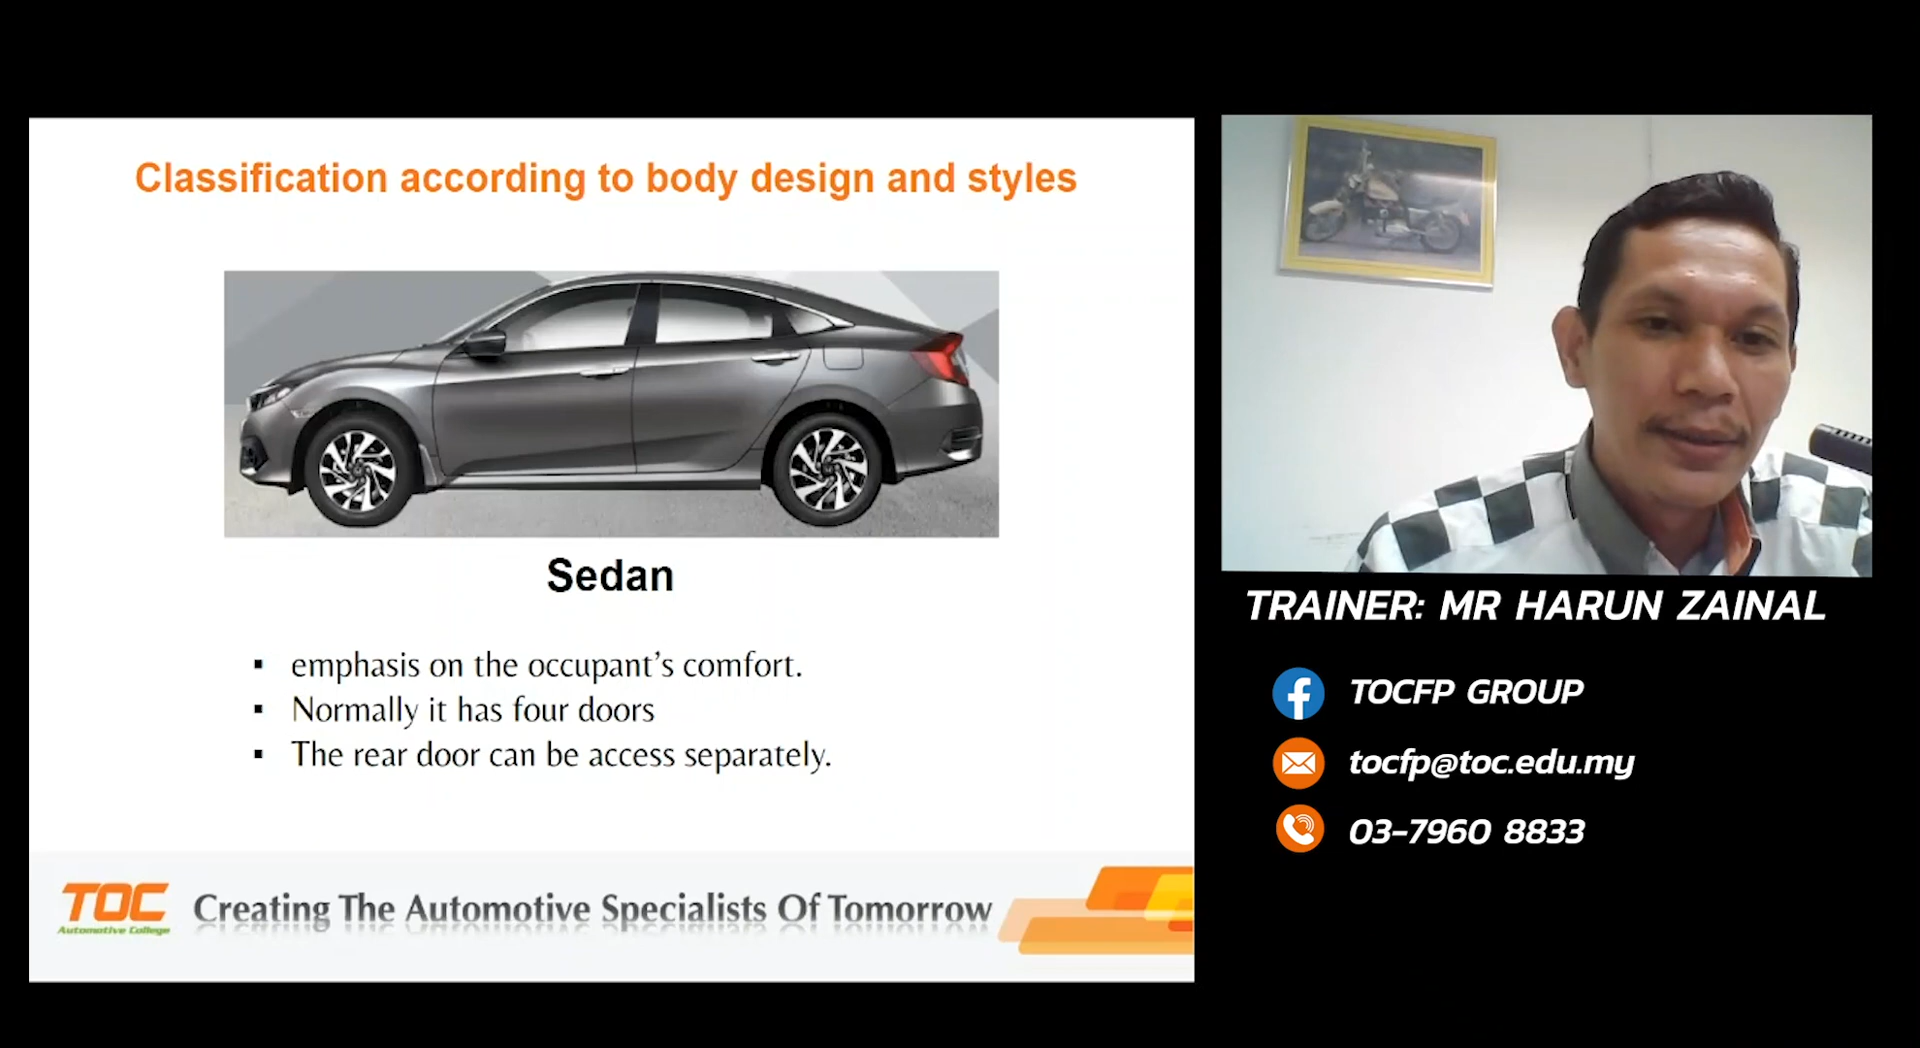 Classification according to body design and styles
Sedan
▪ emphasis on the occupant's comfort.
▪ Normally it has four doors
▪ The rear door can be access separately.
TOC
Automotive College
Creating The Automotive Specialists Of Tomorrow
TRAINER: MR HARUN ZAINAL
TOCFP GROUP
tocfp@toc.edu.my
03-7960 8833